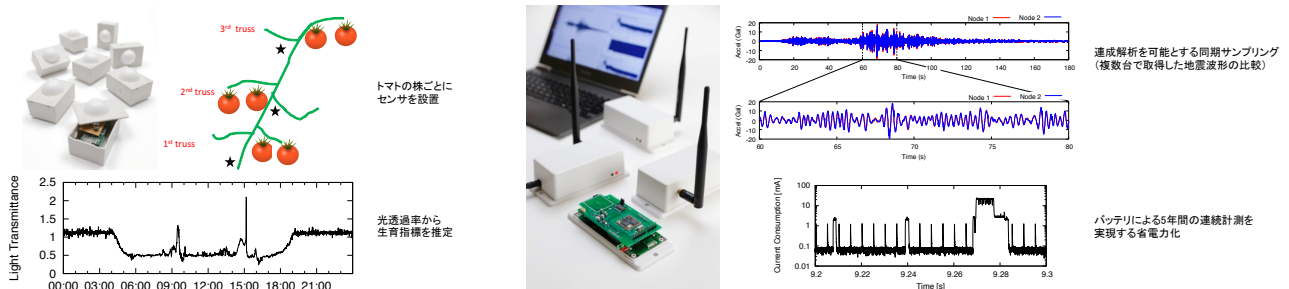 3rd truss
2nd truss
1st truss
トマトの株ごとに
センサを設置
Light Transmittance
2.5
2
1.5
1
0.5
0
00:00 03:00 06:00 09:00 12:00 15:00 18:00 21:00
光透過率から
生育指標を推定
Node 1 Node 2
Accel (Gal)
20
10
0
-10
-20
0 20 40 60 80 100 120 140 160 180
Time (s)
連成解析を可能とする同期サンプリング
(複数台で取得した地震波形の比較)
Node 1 Node 2
Accel (Gal)
20
10
0
-10
-20
60 65 70 75 80
Time (s)
Current Consumption [mA]
100
10
1
0.1
0.01
9.2 9.22 9.24 9.26 9.28 9.3
Time [s]
バッテリによる5年間の連続計測を
実現する省電力化